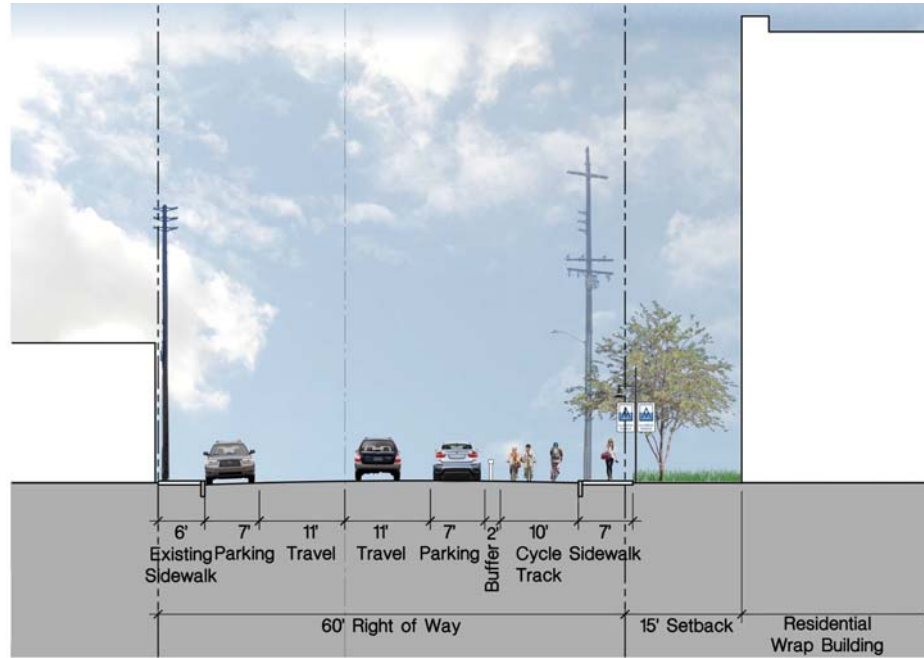 6' 7' 11' 11' 7' 2' 10' 7'
Existing Parking Travel Travel Parking Buffer Cycle Sidewalk
Sidewalk Track
60' Right of Way 15' Setback Residential
Wrap Building